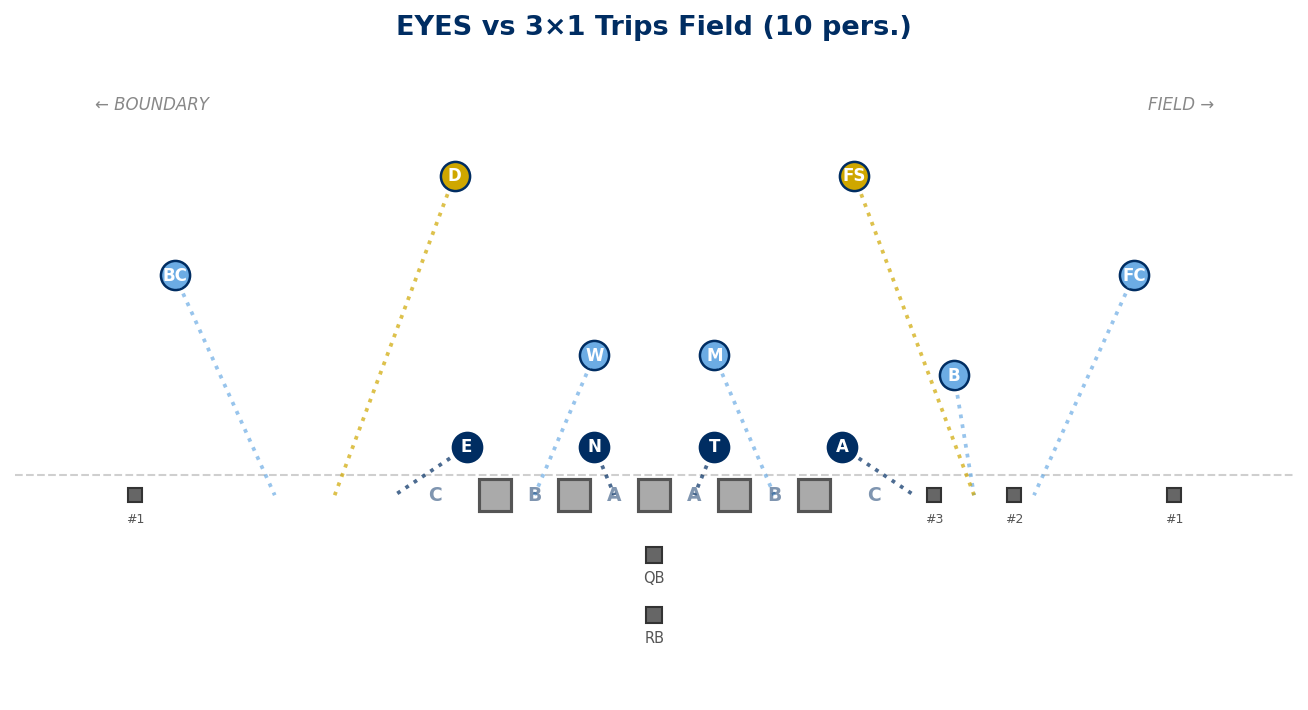 EYES vs 3×1 Trips Field (10 pers.)
← BOUNDARY
FIELD →
D
FS
BC
FC
W
M
B
E
N
T
A
C
B
A
A
B
C
#1
#3
#2
#1
QB
RB